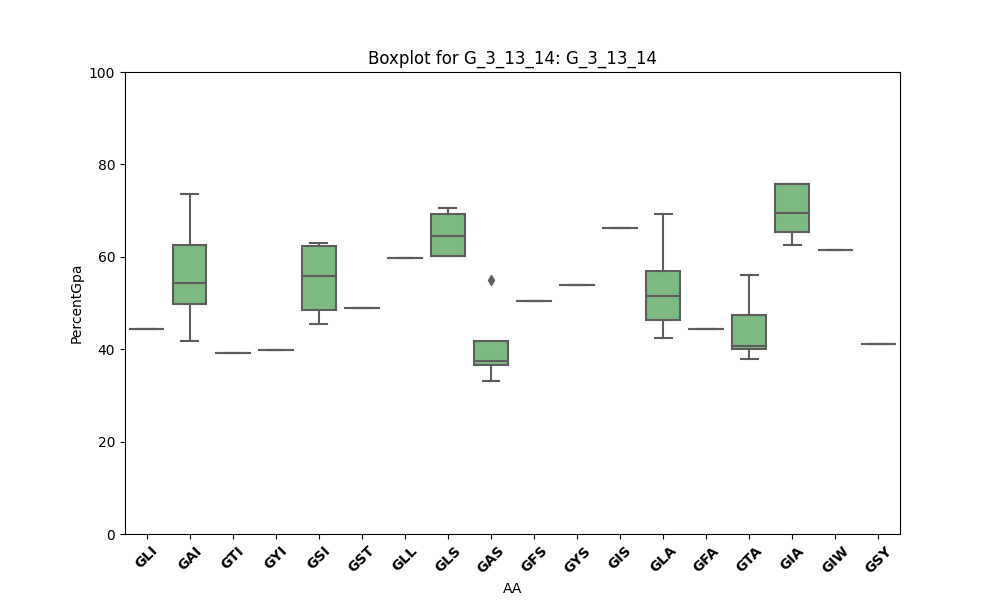 Boxplot for G_3_13_14: G_3_13_14
100
80
60
40
20
0
PercentGpa
GLI GAI GTI GYI GSI GST GLL GLS GAS GFS GYS GIS GLA GFA GTA GIA GIW GSY
AA